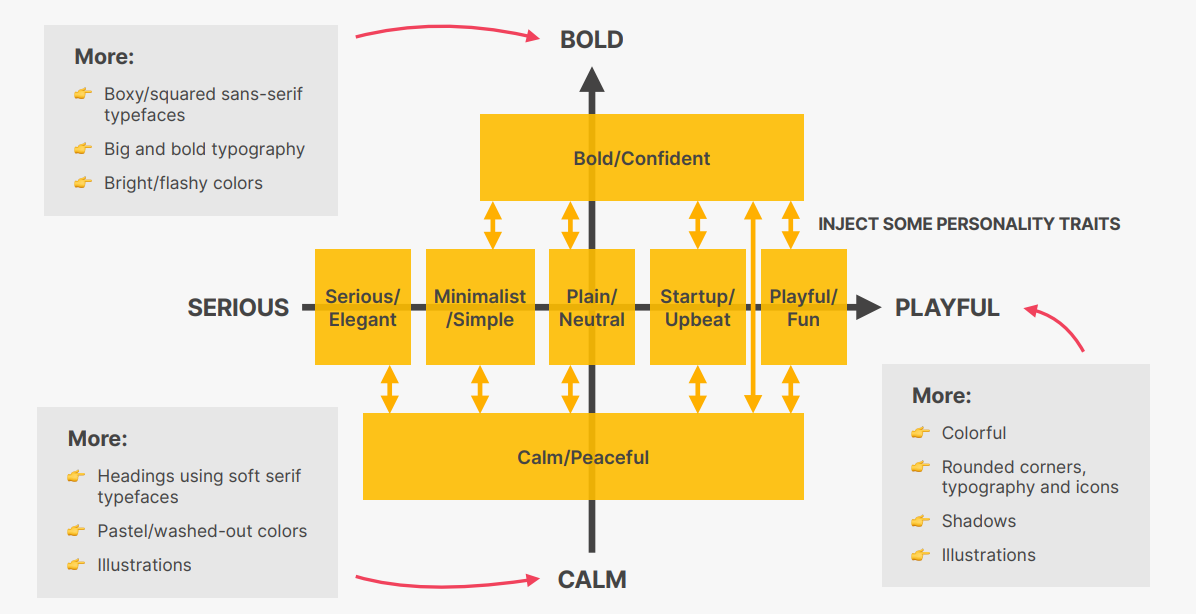 BOLD
More:
Boxy/squared sans-serif
typefaces
Big and bold typography
Bright/flashy colors
Bold/Confident
INJECT SOME PERSONALITY TRAITS
SERIOUS
Serious/
Elegant
Minimalist
/Simple
Plain/
Neutral
Startup/
Upbeat
Playful/
Fun
PLAYFUL
More:
Headings using soft serif
typefaces
Pastel/washed-out colors
Illustrations
Calm/Peaceful
CALM
More:
Colorful
Rounded corners,
typography and icons
Shadows
Illustrations